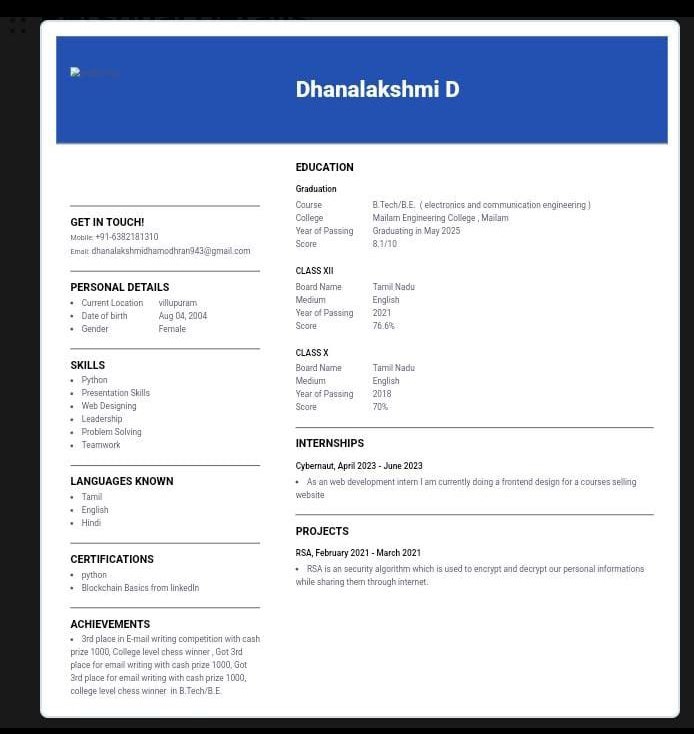 Dhanalakshmi D
GET IN TOUCH!
Mobile: +91-6382181310
Email: dhanalakshmidhamodhran943@gmail.com
PERSONAL DETAILS
• Current Location villupuram
• Date of birth Aug 04, 2004
• Gender Female
SKILLS
• Python
• Presentation Skills
• Web Designing
• Leadership
• Problem Solving
• Teamwork
LANGUAGES KNOWN
• Tamil
• English
• Hindi
CERTIFICATIONS
• python
• Blockchain Basics from linkedIn
ACHIEVEMENTS
• 3rd place in E-mail writing competition with cash
prize 1000, College level chess winner , Got 3rd
place for email writing with cash prize 1000, Got
3rd place for email writing with cash prize 1000,
college level chess winner in B.Tech/B.E.
EDUCATION
Graduation
Course B.Tech/B.E. ( electronics and communication engineering )
College Mailam Engineering College , Mailam
Year of Passing Graduating in May 2025
Score 8.1/10
CLASS XII
Board Name Tamil Nadu
Medium English
Year of Passing 2021
Score 76.6%
CLASS X
Board Name Tamil Nadu
Medium English
Year of Passing 2018
Score 70%
INTERNSHIPS
Cybernaut, April 2023 - June 2023
• As an web development intern I am currently doing a frontend design for a courses selling
website
PROJECTS
RSA, February 2021 - March 2021
• RSA is an security algorithm which is used to encrypt and decrypt our personal informations
while sharing them through internet.